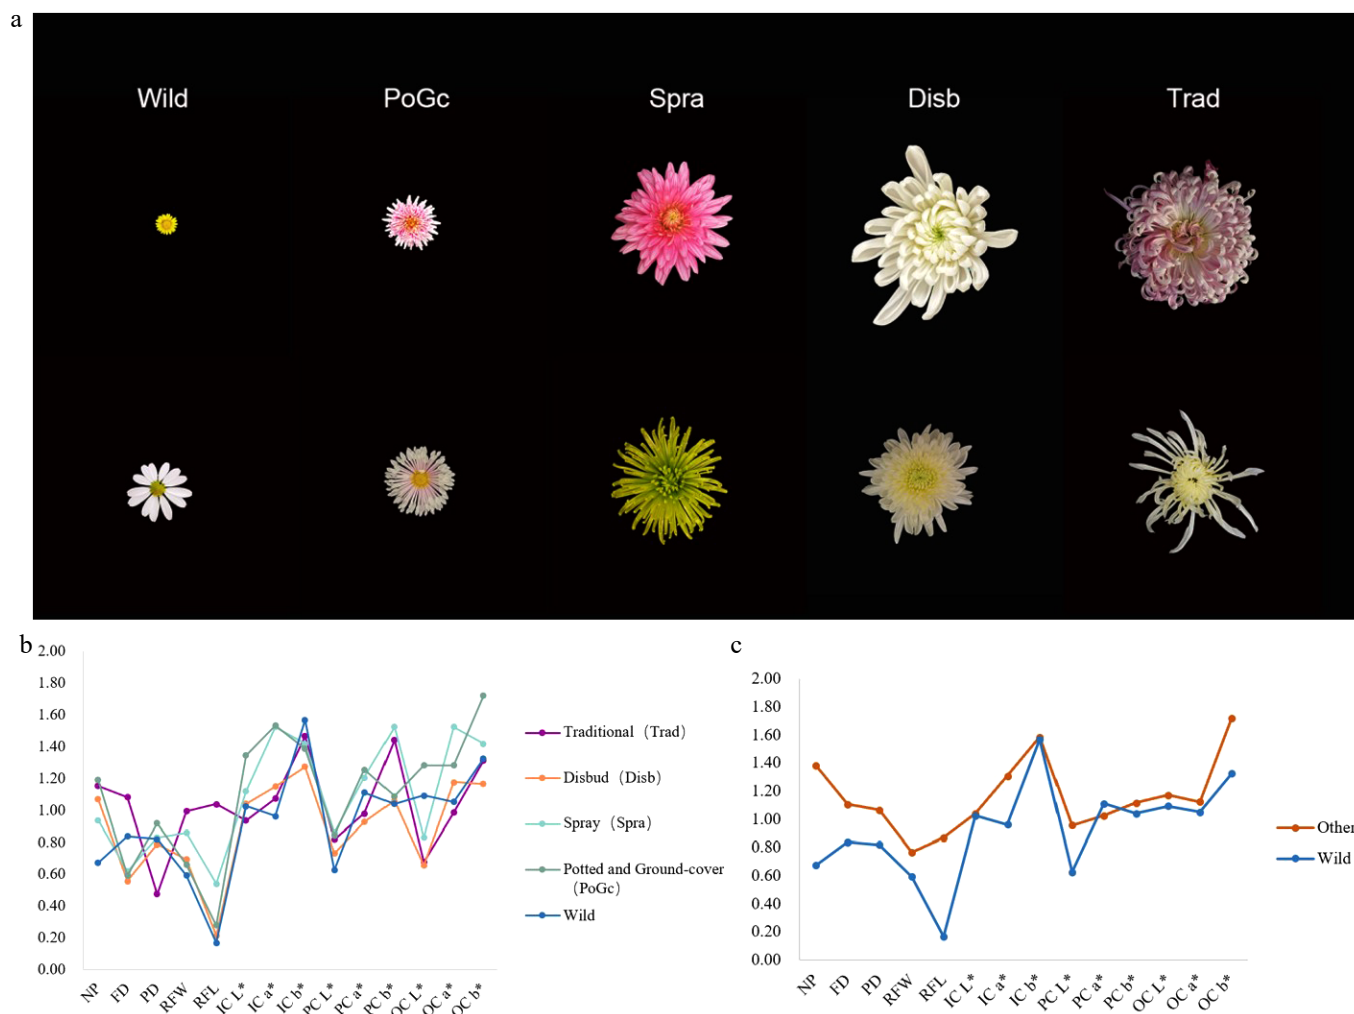 a
Wild PoGc Spra Disb Trad
b
2.00
1.80
1.60
1.40
1.20
1.00
0.80
0.60
0.40
0.20
0.00
NP FD PD RFW RFL IC L* IC a* IC b* PC L* PC a* PC b* OC L* OC a* OC b*
Traditional（Trad）
Disbud（Disb）
Spray（Spra）
Potted and Ground-cover
（PoGc）
Wild
c
2.00
1.80
1.60
1.40
1.20
1.00
0.80
0.60
0.40
0.20
0.00
NP FD PD RFW RFL IC L* IC a* IC b* PC L* PC a* PC b* OC L* OC a* OC b*
Other
Wild